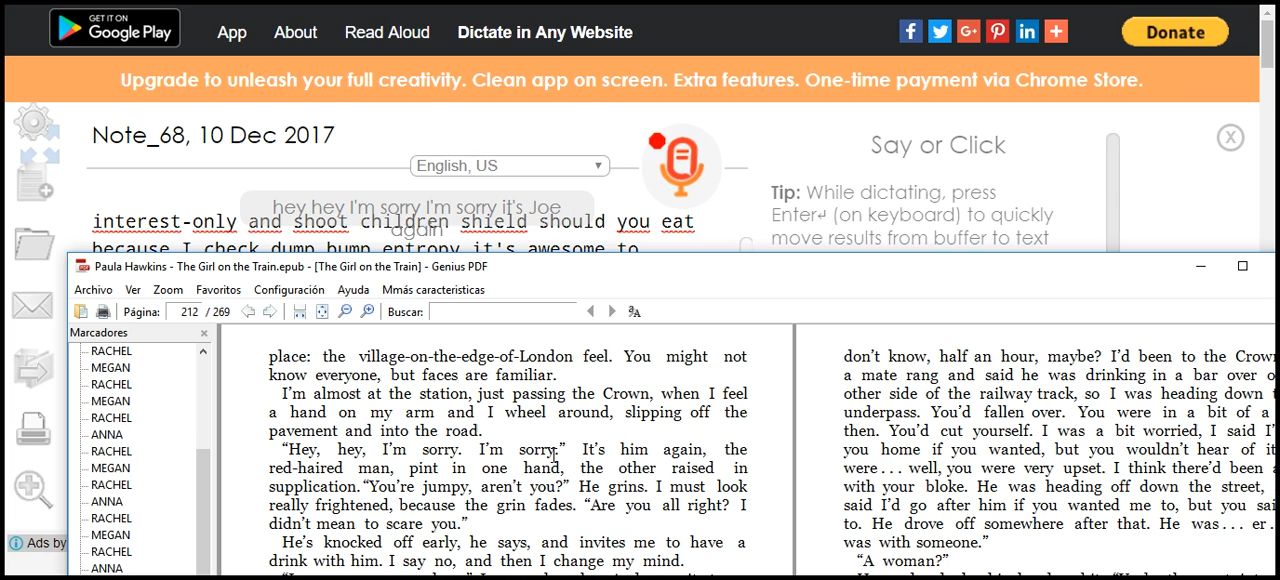 GET IT ON
Google Play
App
About
Read Aloud
Dictate in Any Website
Donate
Upgrade to unleash your full creativity. Clean app on screen. Extra features. One-time payment via Chrome Store.
Note_68, 10 Dec 2017
English, US
hey hey I'm sorry I'm sorry it's Joe
again
interest-only and shoot children shield should you eat
because I check dump bump entropy it's awesome to
Say or Click
X
Tip: While dictating, press
Enter↵ (on keyboard) to quickly
move results from buffer to text
Ads by
Paula Hawkins - The Girl on the Train.epub - [The Girl on the Train] - Genius PDF
Archivo Ver Zoom Favoritos Configuración Ayuda Mmás caracteristicas
Página: 212 / 269 Buscar:
Marcadores
RACHEL
MEGAN
RACHEL
MEGAN
RACHEL
ANNA
RACHEL
MEGAN
RACHEL
ANNA
RACHEL
MEGAN
RACHEL
ANNA
place: the village-on-the-edge-of-London feel. You might not
know everyone, but faces are familiar.
I'm almost at the station, just passing the Crown, when I feel
a hand on my arm and I wheel around, slipping off the
pavement and into the road.
“Hey, hey, I'm sorry. I'm sorry.” It's him again, the
red-haired man, pint in one hand, the other raised in
supplication. “You're jumpy, aren't you?” He grins. I must look
really frightened, because the grin fades. “Are you all right? I
didn't mean to scare you.”
He's knocked off early, he says, and invites me to have a
drink with him. I say no, and then I change my mind.
don't know, half an hour, maybe? I'd been to the Crow
a mate rang and said he was drinking in a bar over o
other side of the railway track, so I was heading down t
underpass. You'd fallen over. You were in a bit of a
then. You'd cut yourself. I was a bit worried, I said I'
you home if you wanted, but you wouldn't hear of it
were . . . well, you were very upset. I think there'd been a
with your bloke. He was heading off down the street,
said I'd go after him if you wanted me to, but you sai
to. He drove off somewhere after that. He was . . . er .
was with someone.”
“A woman?”